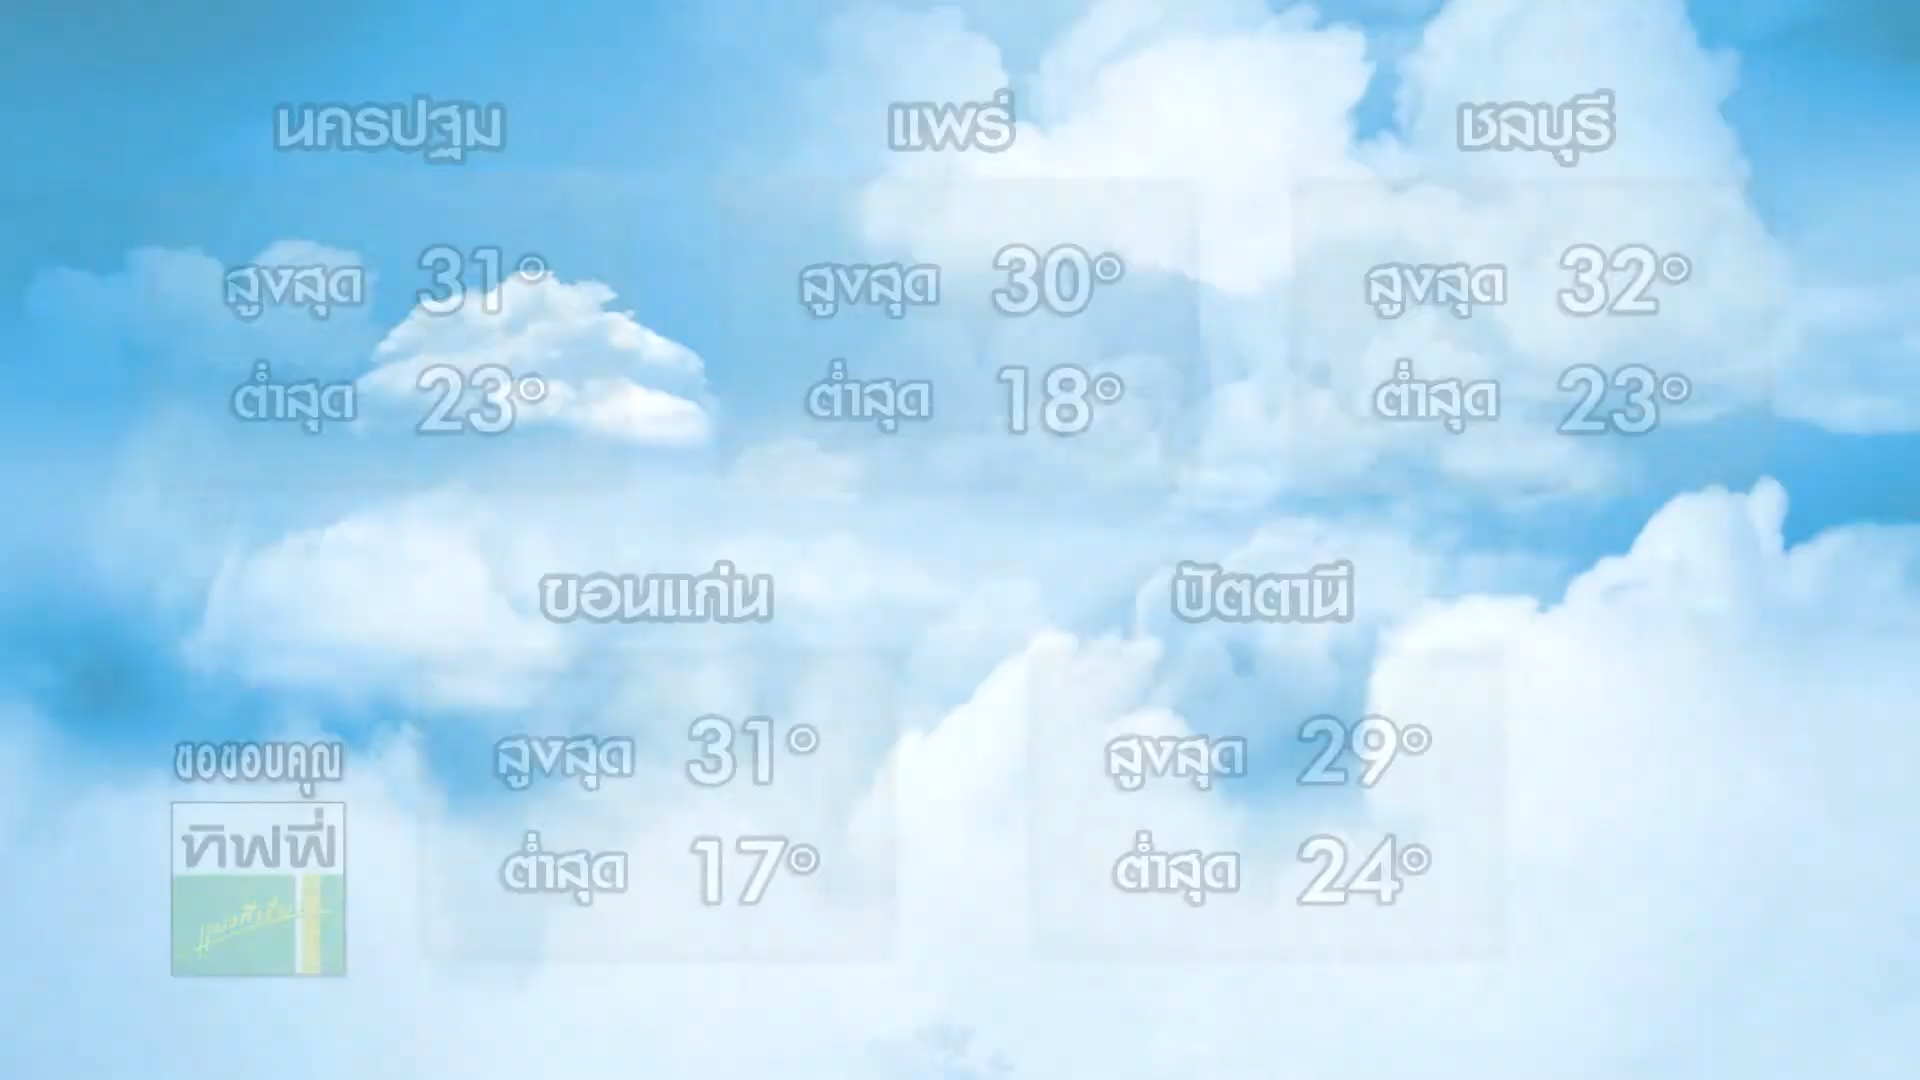 นครปฐม
สูงสุด 31°
ต่ำสุด 23°
แพร่
สูงสุด 30°
ต่ำสุด 18°
ชลบุรี
สูงสุด 32°
ต่ำสุด 23°
ขอนแก่น
สูงสุด 31°
ต่ำสุด 17°
ปัตตานี
สูงสุด 29°
ต่ำสุด 24°
ขอขอบคุณ
ทิฟฟี่